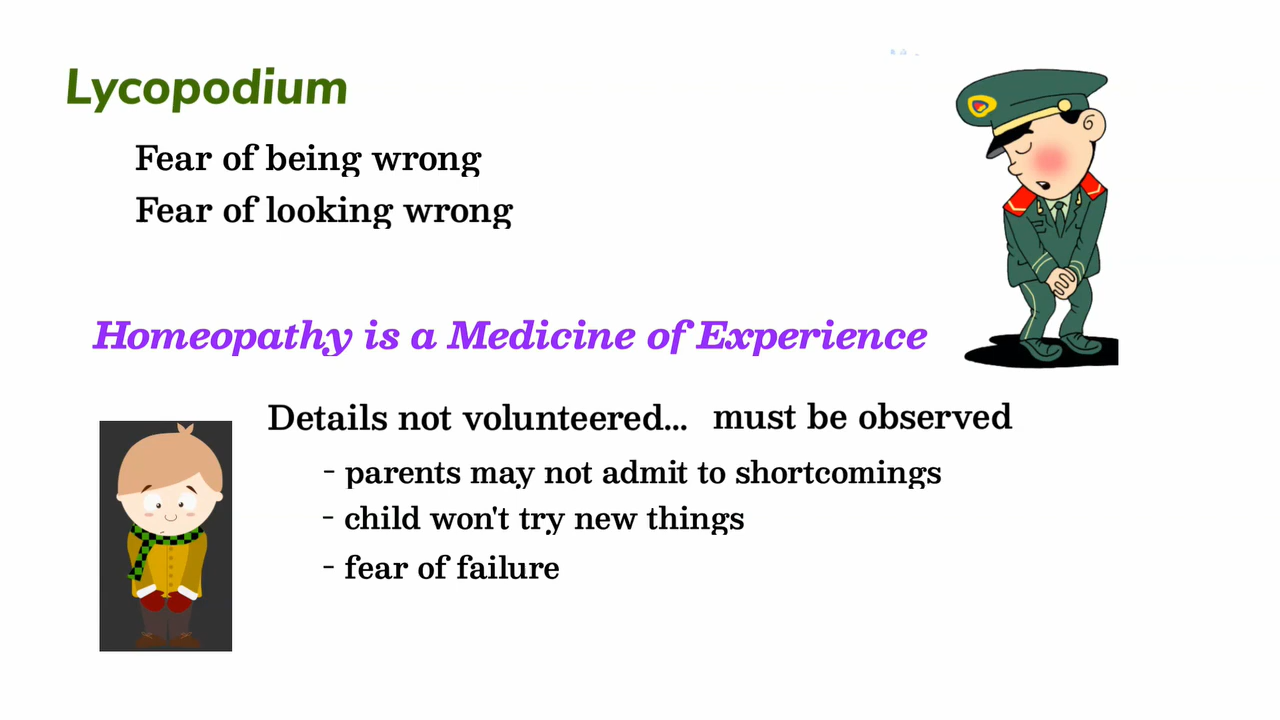 Lycopodium
Fear of being wrong
Fear of looking wrong
Homeopathy is a Medicine of Experience
Details not volunteered... must be observed
- parents may not admit to shortcomings
- child won't try new things
- fear of failure